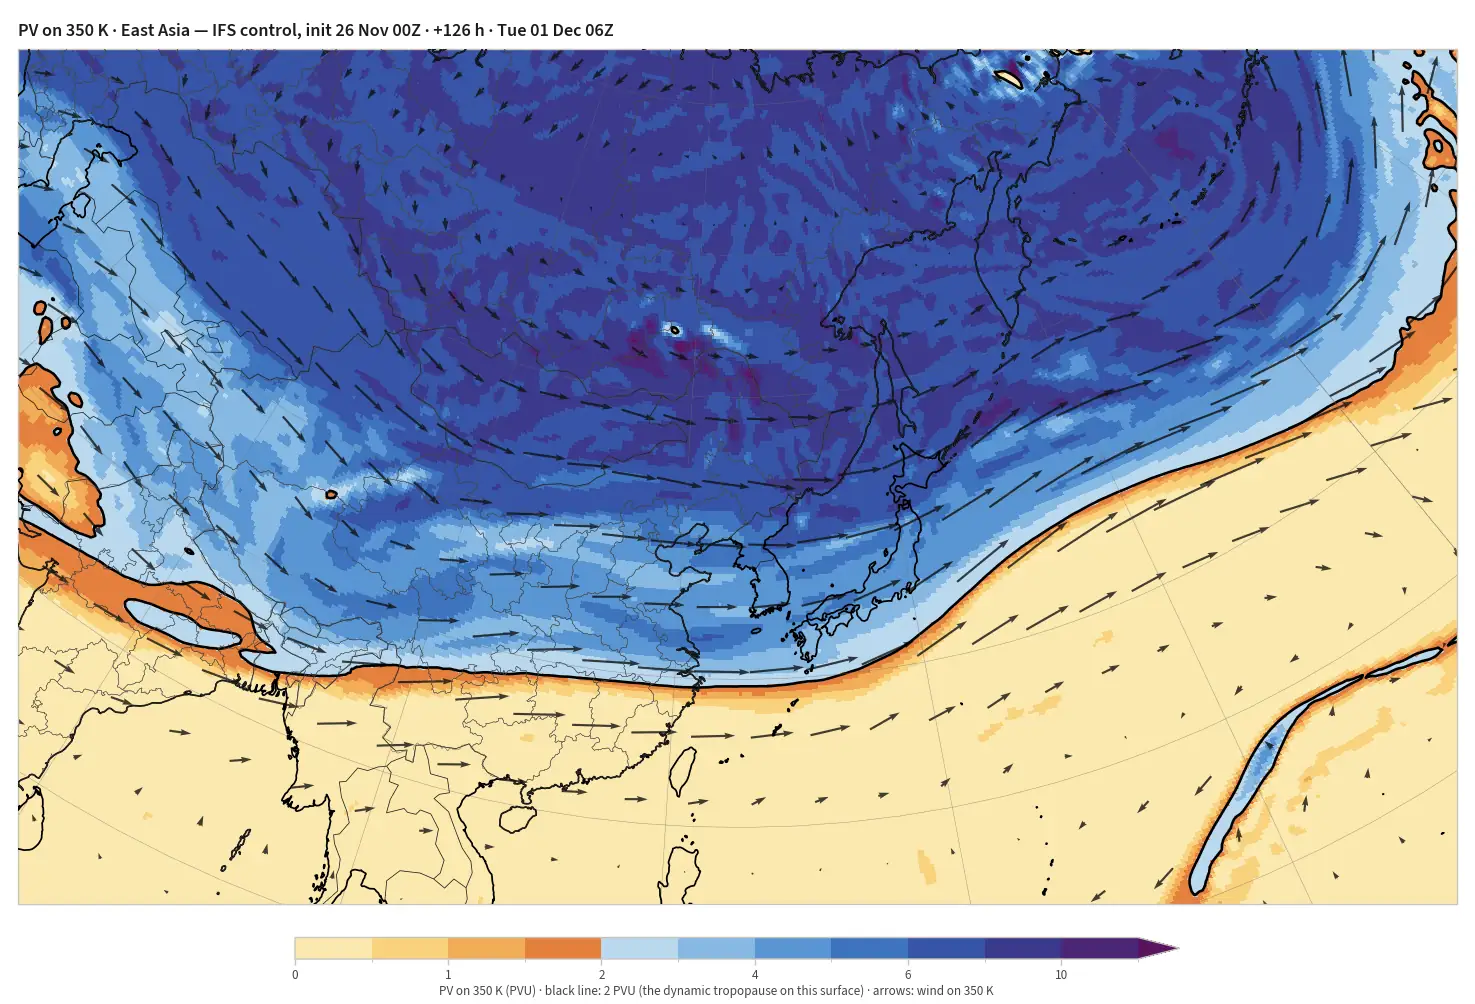 PV on 350 K · East Asia — IFS control, init 26 Nov 00Z · +126 h · Tue 01 Dec 06Z
0 1 2 4 6 10
PV on 350 K (PVU) · black line: 2 PVU (the dynamic tropopause on this surface) · arrows: wind on 350 K